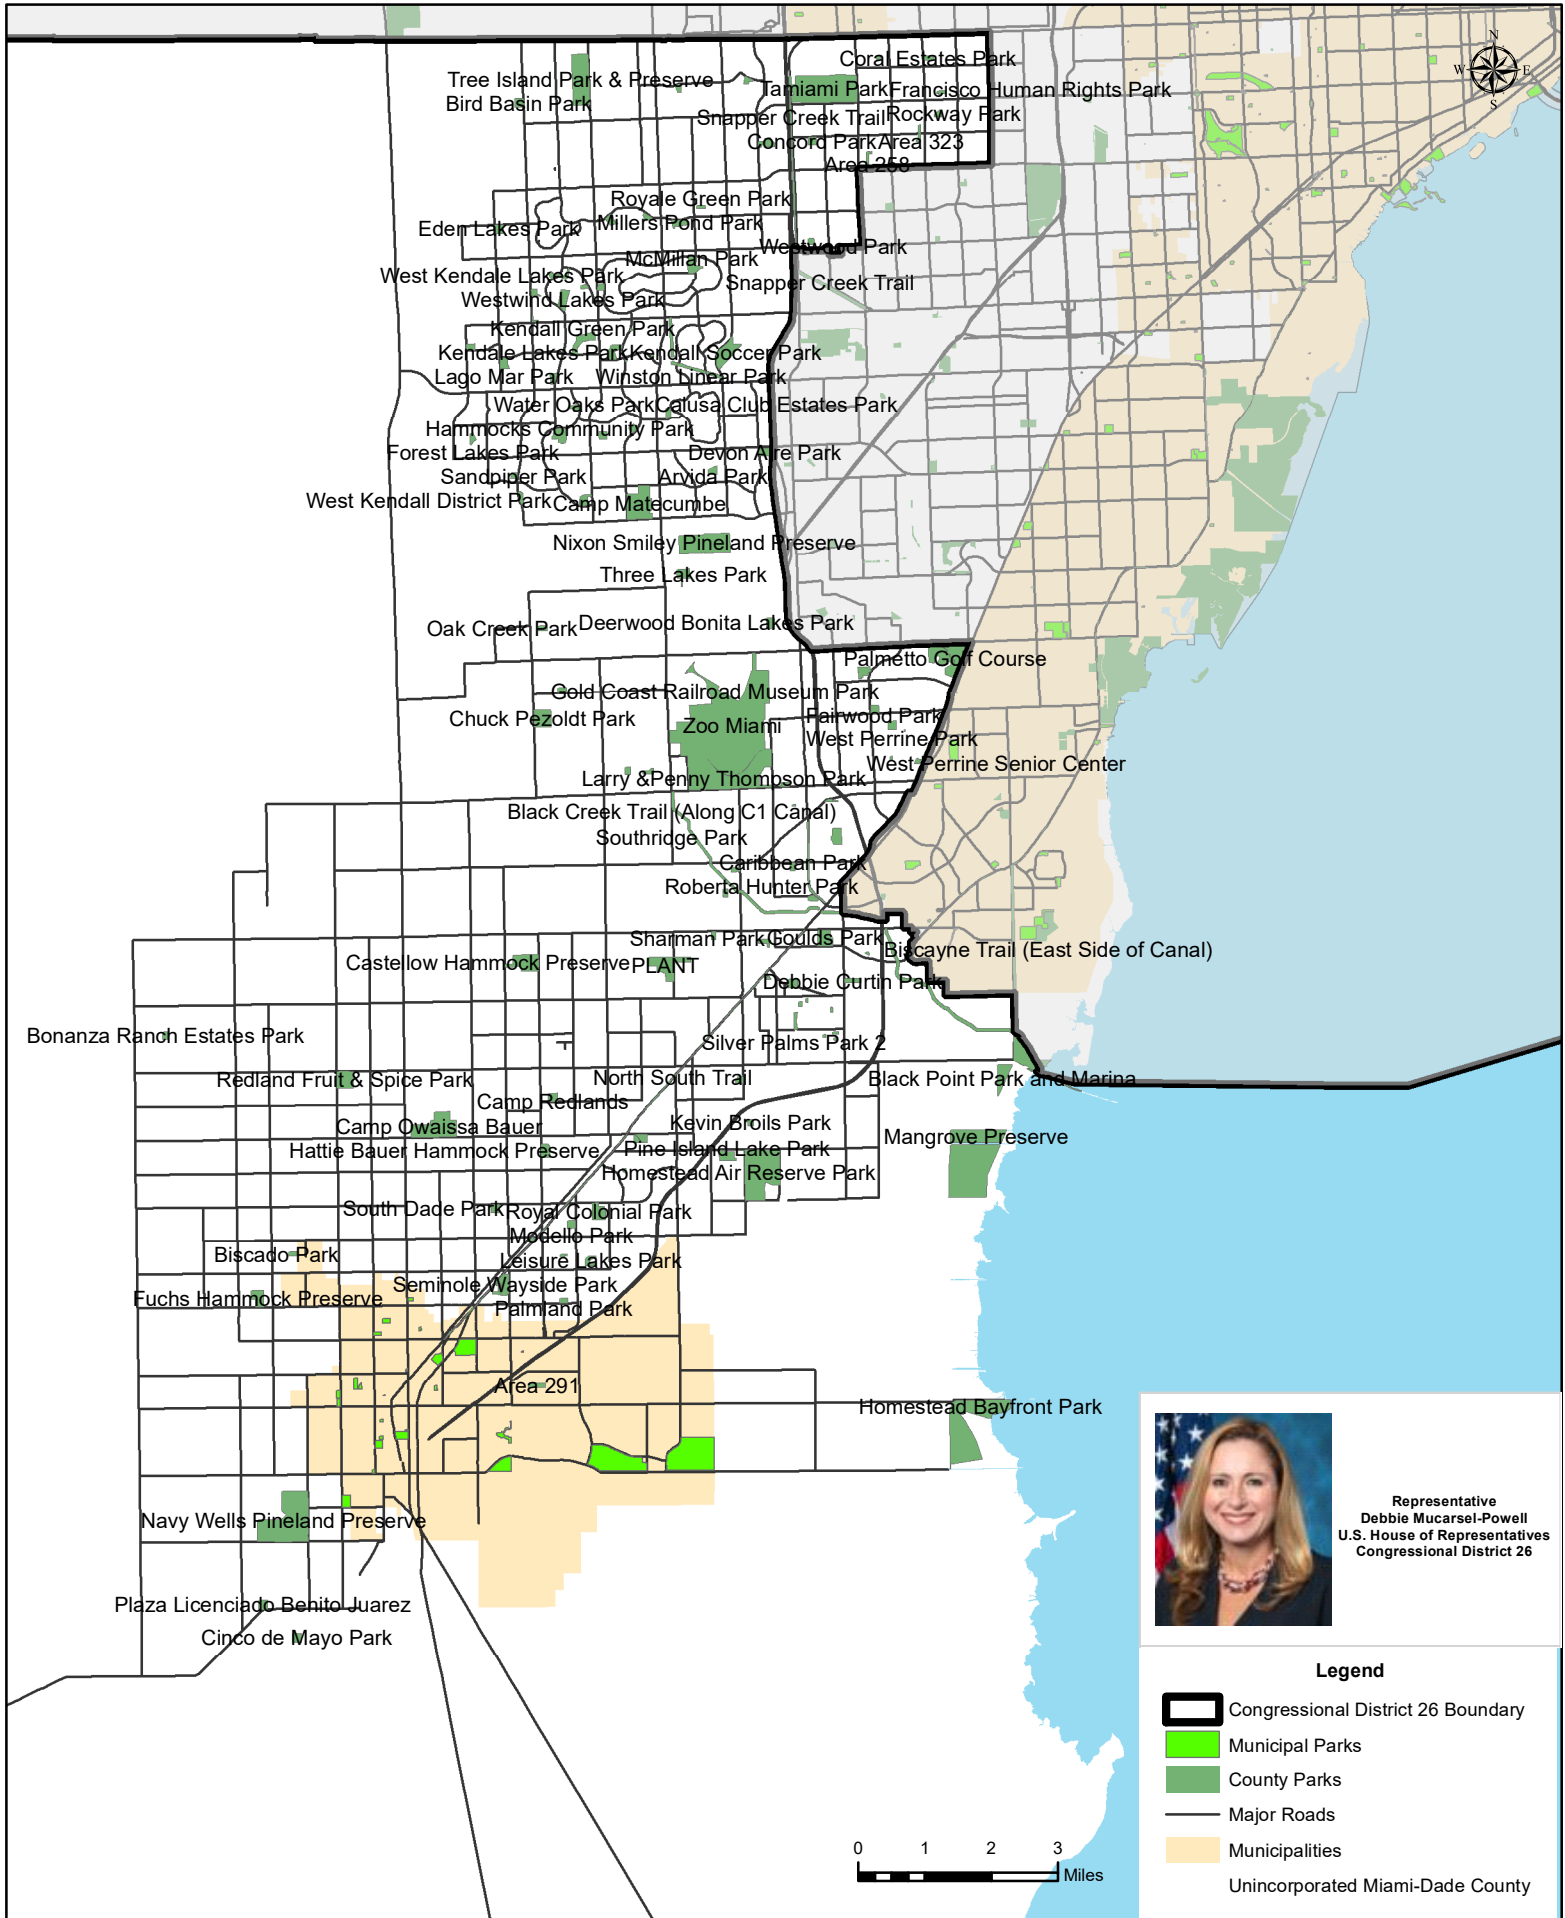 N
W E
S
Coral Estates Park
Tree Island Park & Preserve
Tamiami Park Francisco Human Rights Park
Bird Basin Park
Snapper Creek Trail Rockway Park
Concord Park Area 323
Area 258
Royale Green Park
Eden Lakes Park Millers Pond Park
Westwood Park
McMillan Park
West Kendale Lakes Park
Snapper Creek Trail
Westwind Lakes Park
Kendall Green Park
Kendale Lakes Park Kendall Soccer Park
Lago Mar Park Winston Linear Park
Water Oaks Park Calusa Club Estates Park
Hammocks Community Park
Forest Lakes Park Devon Aire Park
Sandpiper Park Arvida Park
West Kendall District Park Camp Matecumbe
Nixon Smiley Pineland Preserve
Three Lakes Park
Oak Creek Park Deerwood Bonita Lakes Park
Palmetto Golf Course
Gold Coast Railroad Museum Park
Chuck Pezoldt Park Zoo Miami Fairwood Park
West Perrine Park
West Perrine Senior Center
Larry & Penny Thompson Park
Black Creek Trail (Along C1 Canal)
Southridge Park
Caribbean Park
Roberta Hunter Park
Sharman Park Goulds Park
Biscayne Trail (East Side of Canal)
Castellow Hammock Preserve PLANT
Debbie Curtin Park
Bonanza Ranch Estates Park
Silver Palms Park 2
Redland Fruit & Spice Park North South Trail Black Point Park and Marina
Camp Redlands
Camp Owaissa Bauer Kevin Broils Park
Mangrove Preserve
Hattie Bauer Hammock Preserve Pine Island Lake Park
Homestead Air Reserve Park
South Dade Park Royal Colonial Park
Modello Park
Biscado Park
Leisure Lakes Park
Seminole Wayside Park
Fuchs Hammock Preserve
Palmland Park
Area 291
Homestead Bayfront Park
Navy Wells Pineland Preserve
Plaza Licenciado Benito Juarez
Cinco de Mayo Park
Representative
Debbie Mucarsel-Powell
U.S. House of Representatives
Congressional District 26
Legend
Congressional District 26 Boundary
Municipal Parks
County Parks
Major Roads
Municipalities
Unincorporated Miami-Dade County
0 1 2 3
Miles